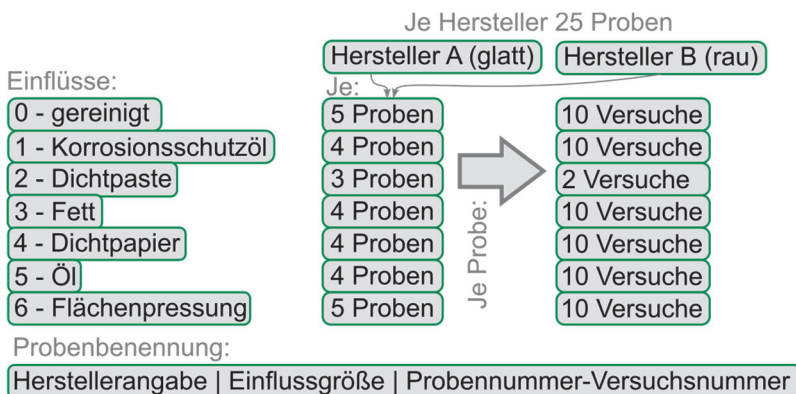 Je Hersteller 25 Proben
Hersteller A (glatt) Hersteller B (rau)
Einflüsse:
Je:
0 - gereinigt 5 Proben 10 Versuche
1 - Korrosionsschutzöl 4 Proben 10 Versuche
2 - Dichtpaste 3 Proben 2 Versuche
3 - Fett 4 Proben 10 Versuche
4 - Dichtpapier 4 Proben 10 Versuche
5 - Öl 4 Proben 10 Versuche
6 - Flächenpressung 5 Proben 10 Versuche
Je Probe:
Probenbenennung:
Herstellerangabe | Einflussgröße | Probennummer-Versuchsnummer